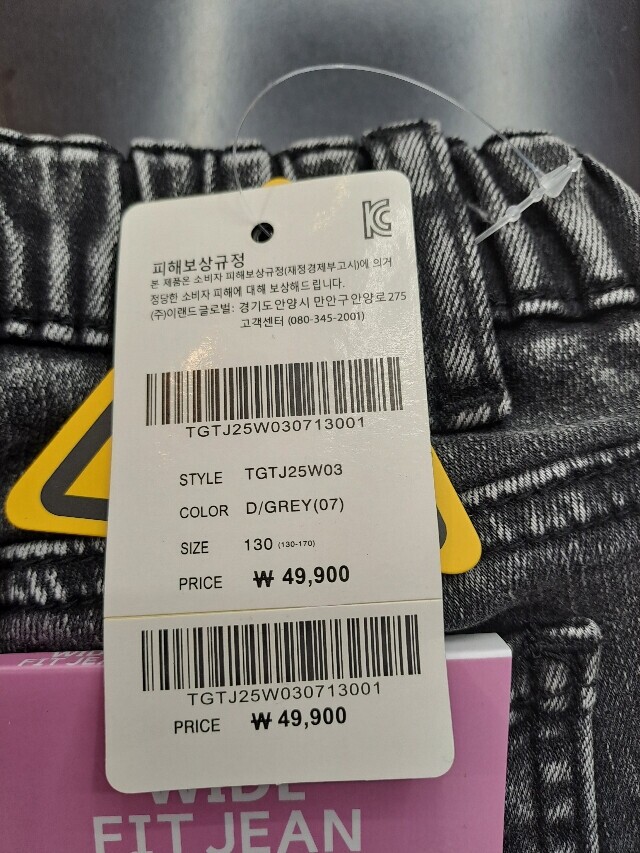 피해보상규정
본 제품은 소비자 피해보상규정(재정경제부고시)에 의거
정당한 소비자 피해에 대해 보상해드립니다.
(주)이랜드글로벌: 경기도안양시 만안구안양로275
고객센터 (080-345-2001)
TGTJ25W030713001
STYLE TGTJ25W03
COLOR D/GREY(07)
SIZE 130 (130-170)
PRICE ₩ 49,900
TGTJ25W030713001
PRICE ₩ 49,900
WIDE
FIT JEAN
WIDE
FIT JEAN